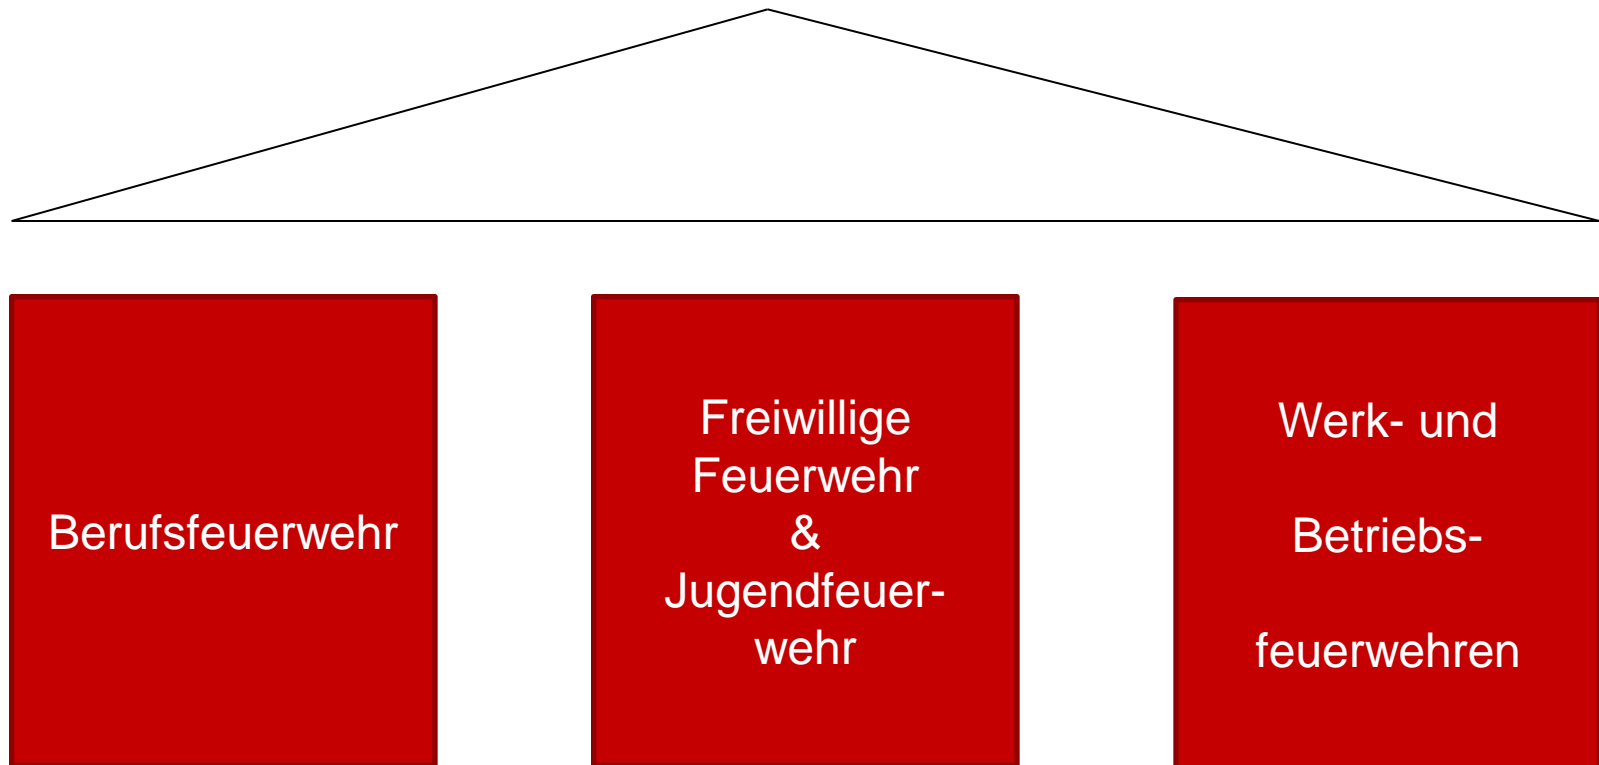 Berufsfeuerwehr
Freiwillige
Feuerwehr
&
Jugendfeuer-
wehr
Werk- und
Betriebs-
feuerwehren